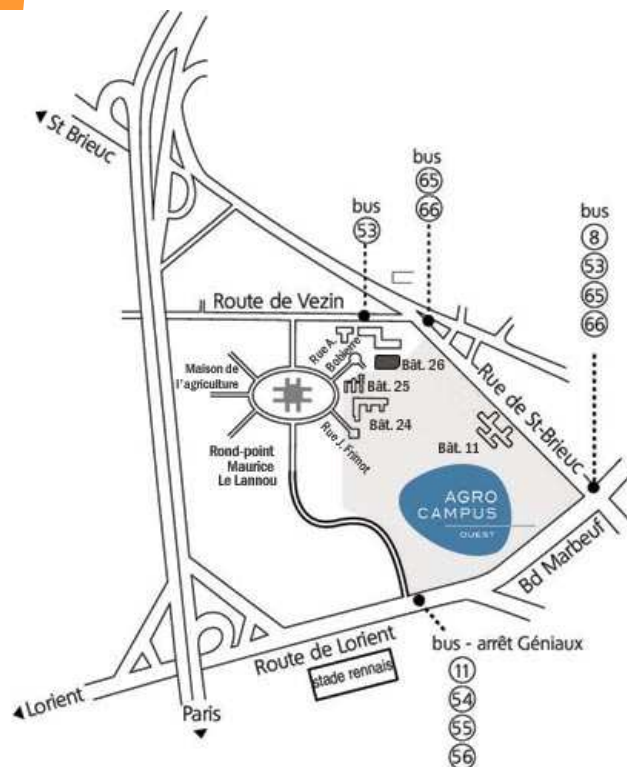 St Brieuc
bus
65
66
bus
53
bus
8
53
65
66
Route de Vezin
Rue A.
Bobierre
Bât. 26
Maison de
l'agriculture
Bât. 25
Bât. 24
Rue de St-Brieuc
Rue J. Frimot
Bât. 11
Rond-point
Maurice
Le Lannou
AGRO
CAMPUS
OUEST
Bd Marbeuf
Route de Lorient
bus - arrêt Géniaux
11
54
55
56
stade rennais
Lorient
Paris